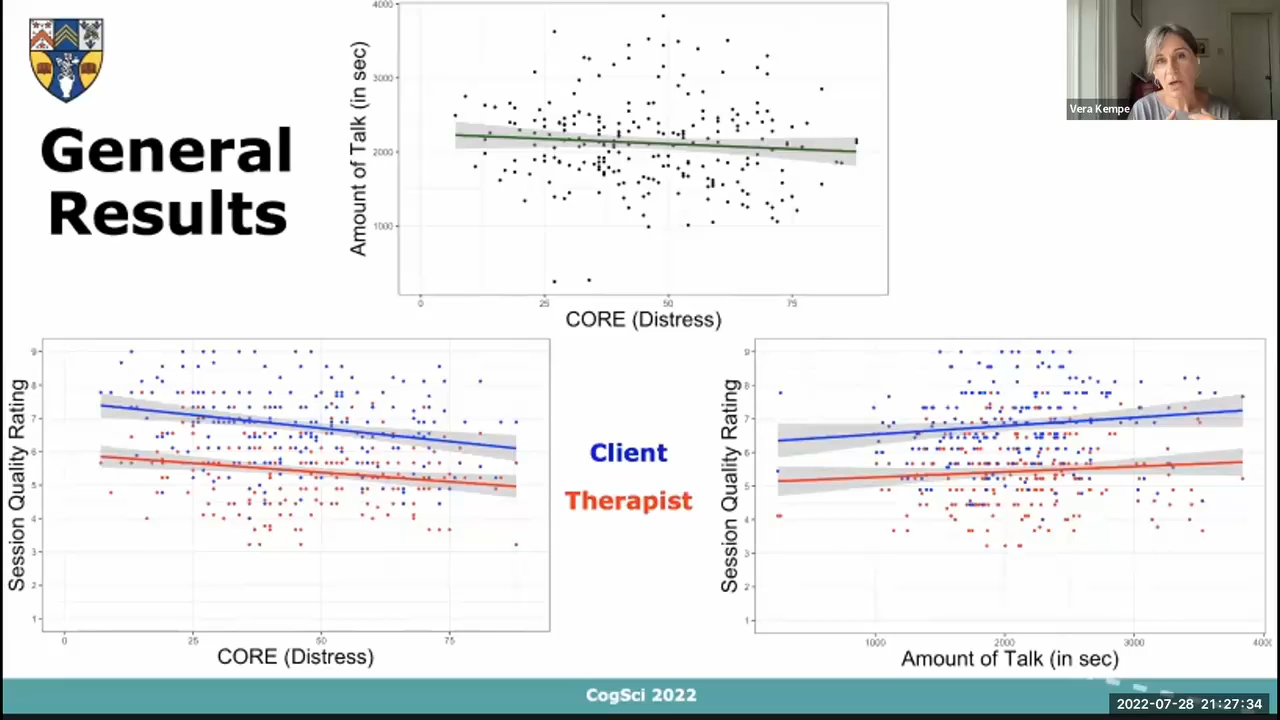 General
Results
4000
3000
2000
1000
Amount of Talk (in sec)
0 25 50 75
CORE (Distress)
Vera Kempe
9
8
7
6
5
4
3
2
1
Session Quality Rating
0 25 50 75
CORE (Distress)
Client
Therapist
9
8
7
6
5
4
3
2
1
Session Quality Rating
1000 2000 3000 400
Amount of Talk (in sec)
CogSci 2022
2022-07-28 21:27:34